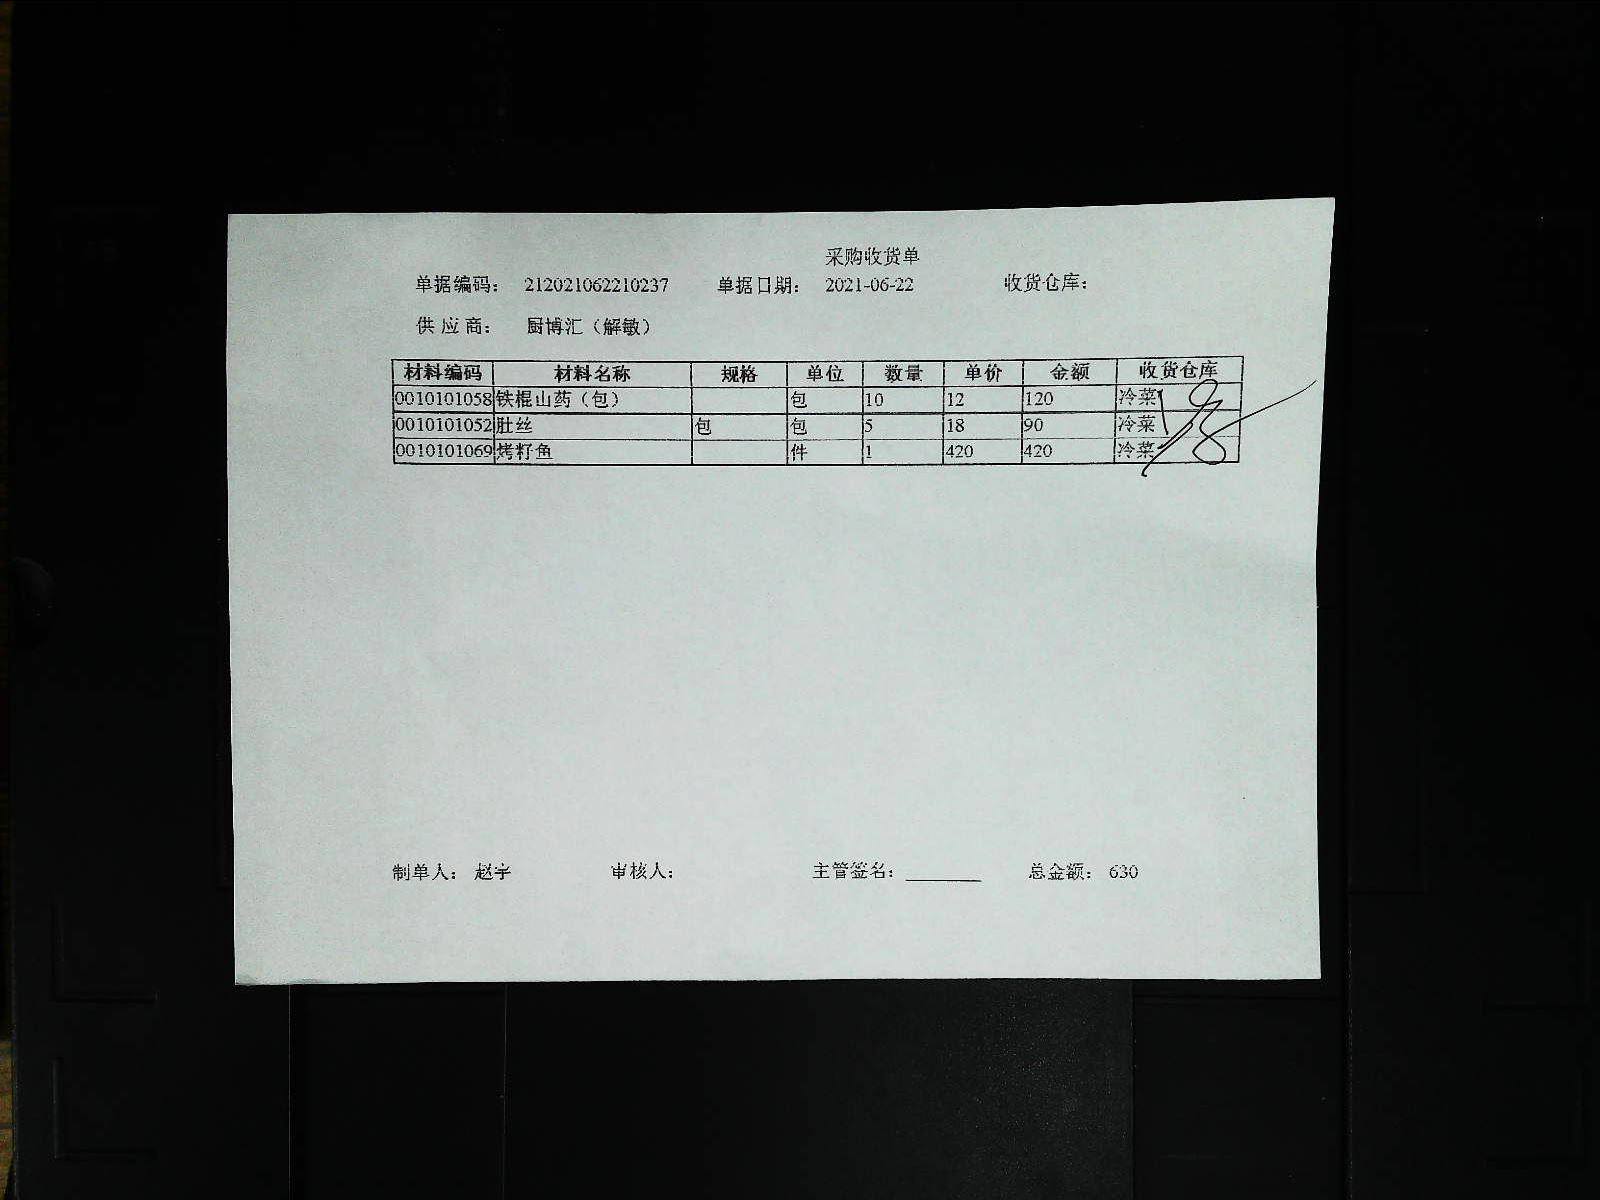 采购收货单
单据编码： 212021062210237 单据日期： 2021-06-22 收货仓库：
供应商： 厨博汇（解敏）
材料编码 材料名称 规格 单位 数量 单价 金额 收货仓库
0010101058 铁棍山药（包） 包 10 12 120 冷菜
0010101052 肚丝 包 包 5 18 90 冷菜
0010101069 烤籽鱼 件 1 420 420 冷菜
制单人： 赵宇 审核人： 主管签名： ________ 总金额： 630